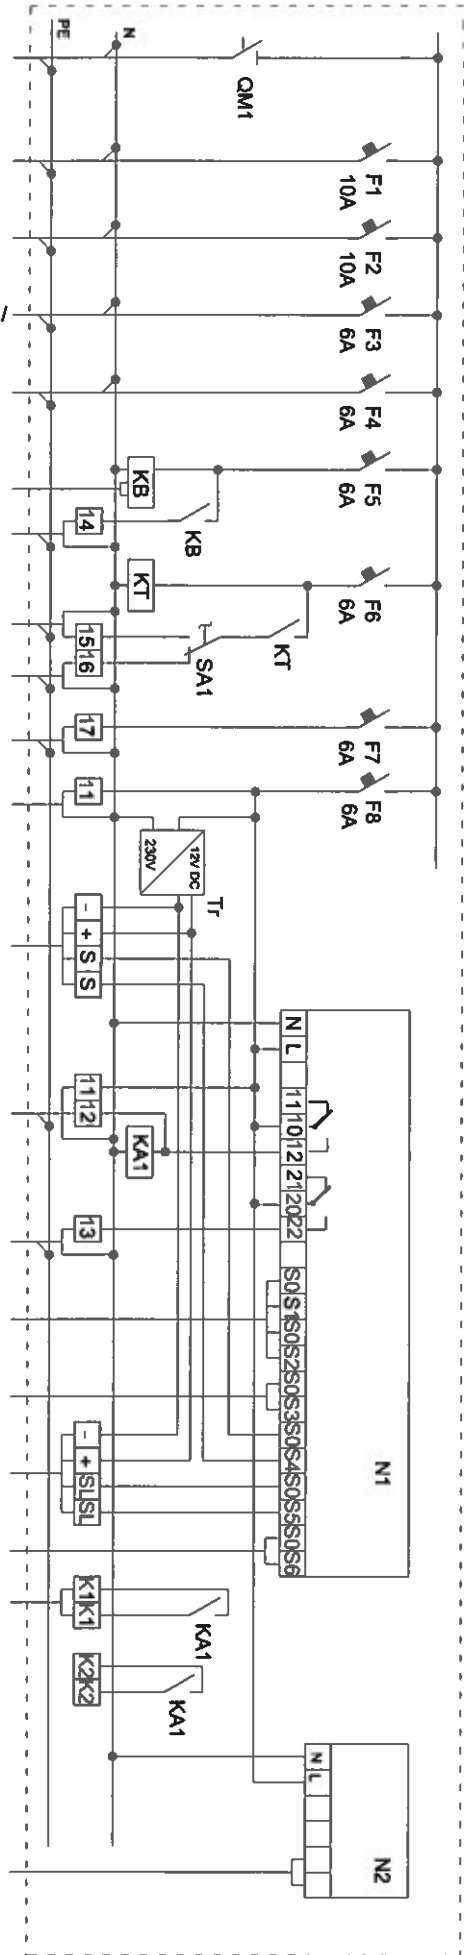 PE
N
QM1
F1
10A
F2
10A
F3
6A
F4
6A
F5
6A
KB
KB
14
F6
6A
KT
KT
SA1
15 16
F7
6A
17
F8
6A
11
230V
12V DC
Tr
- + S S
N L 11 10 12 21 20 22 S0 S1 S0 S2 S0 S3 S0 S4 S0 S5 S0 S6
N1
11 12
KA1
13
- + SL SL
K1 K1
KA1
K2 K2
KA1
N L
N2